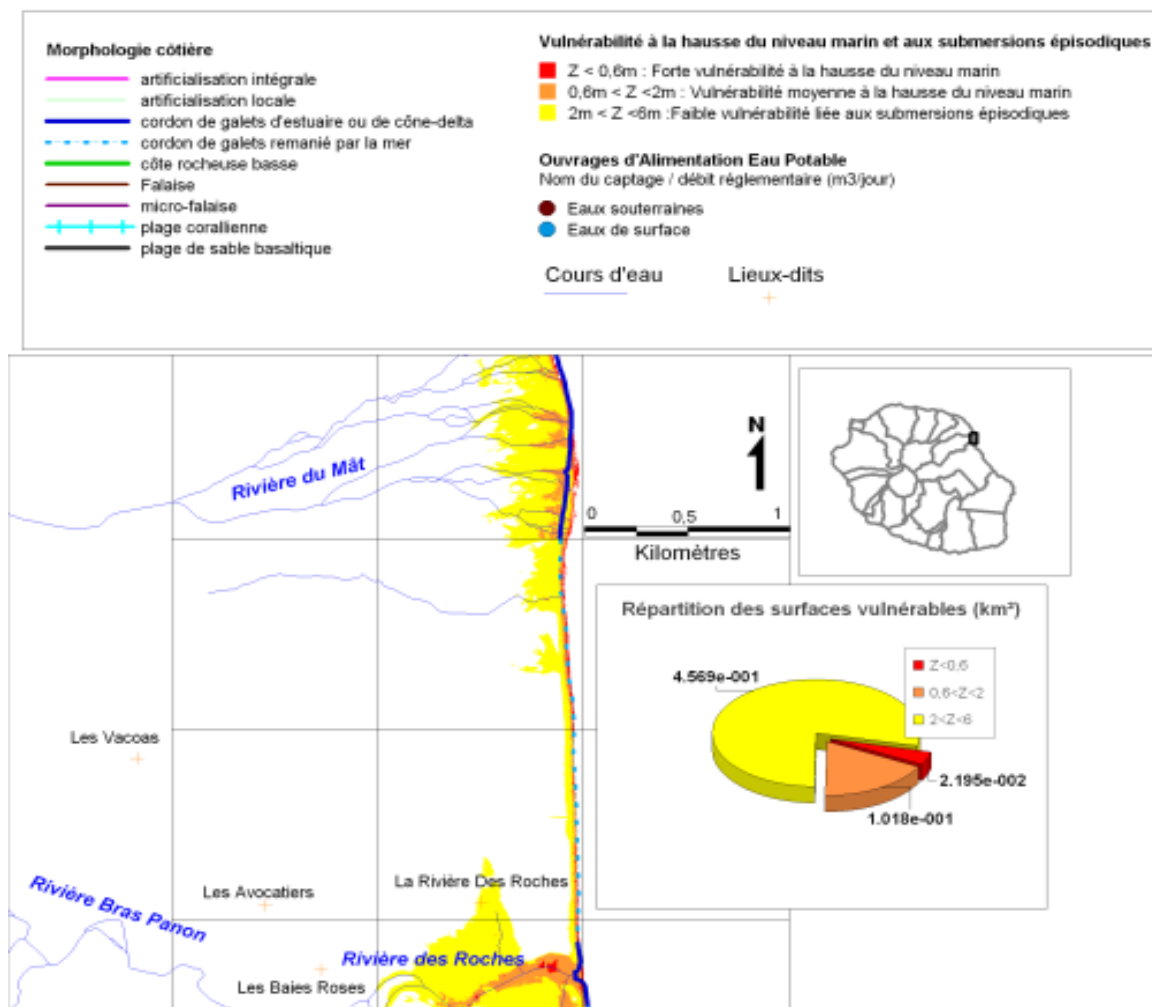 Morphologie côtière
artificialisation intégrale
artificialisation locale
cordon de galets d'estuaire ou de cône-delta
cordon de galets remanié par la mer
côte rocheuse basse
Falaise
micro-falaise
plage corallienne
plage de sable basaltique
Vulnérabilité à la hausse du niveau marin et aux submersions épisodiques
Z < 0,6m : Forte vulnérabilité à la hausse du niveau marin
0,6m < Z <2m : Vulnérabilité moyenne à la hausse du niveau marin
2m < Z <6m :Faible vulnérabilité liée aux submersions épisodiques
Ouvrages d'Alimentation Eau Potable
Nom du captage / débit réglementaire (m3/jour)
Eaux souterraines
Eaux de surface
Cours d'eau
Lieux-dits
Rivière du Mât
N
0 0,5 1
Kilomètres
Répartition des surfaces vulnérables (km²)
4.569e-001
Z<0,6
0,6<Z<2
2<Z<6
2.195e-002
1.018e-001
Les Vacoas
La Rivière Des Roches
Les Avocatiers
Rivière Bras Panon
Rivière des Roches
Les Baies Roses